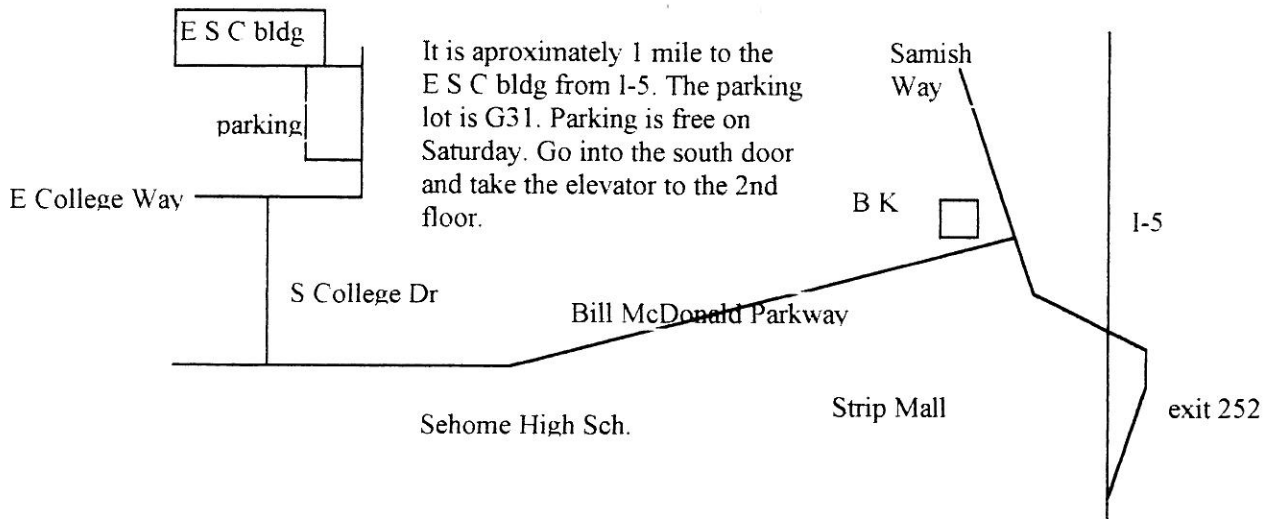 E S C bldg
It is aproximately 1 mile to the
E S C bldg from I-5. The parking
lot is G31. Parking is free on
Saturday. Go into the south door
and take the elevator to the 2nd
floor.
Samish
Way
parking
E College Way
B K
I-5
S College Dr
Bill McDonald Parkway
Strip Mall
exit 252
Sehome High Sch.